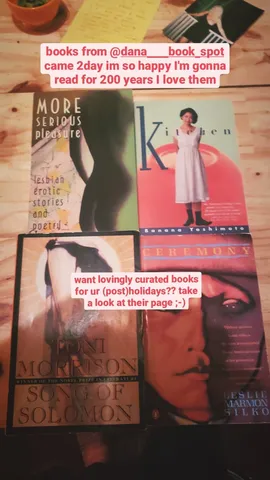 books from @dana___book_spot
came 2day im so happy I'm gonna
read for 200 years I love them
MORE
SERIOUS
pleasure
lesbian
erotic
stories
and
poetry
kitchen
Banana Yoshimoto
want lovingly curated books
for ur (post)holidays?? take
a look at their page ;-)
TONI
MORRISON
SONG OF
SOLOMON
CEREMONY
LESLIE
MARMON
SILKO